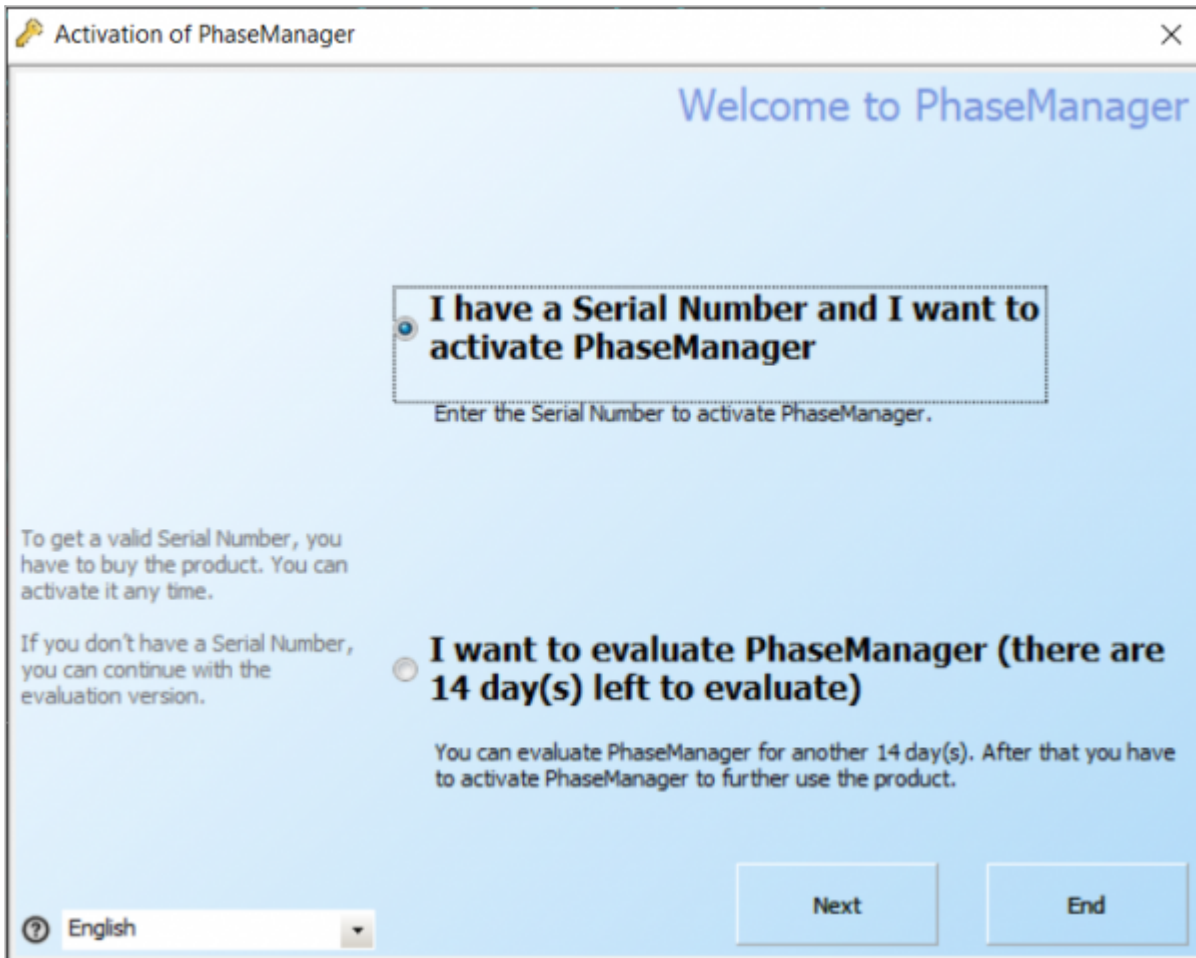 Activation of PhaseManager
Welcome to PhaseManager
I have a Serial Number and I want to
activate PhaseManager
Enter the Serial Number to activate PhaseManager.
To get a valid Serial Number, you
have to buy the product. You can
activate it any time.
If you don't have a Serial Number,
you can continue with the
evaluation version.
I want to evaluate PhaseManager (there are
14 day(s) left to evaluate)
You can evaluate PhaseManager for another 14 day(s). After that you have
to activate PhaseManager to further use the product.
Next
End
English